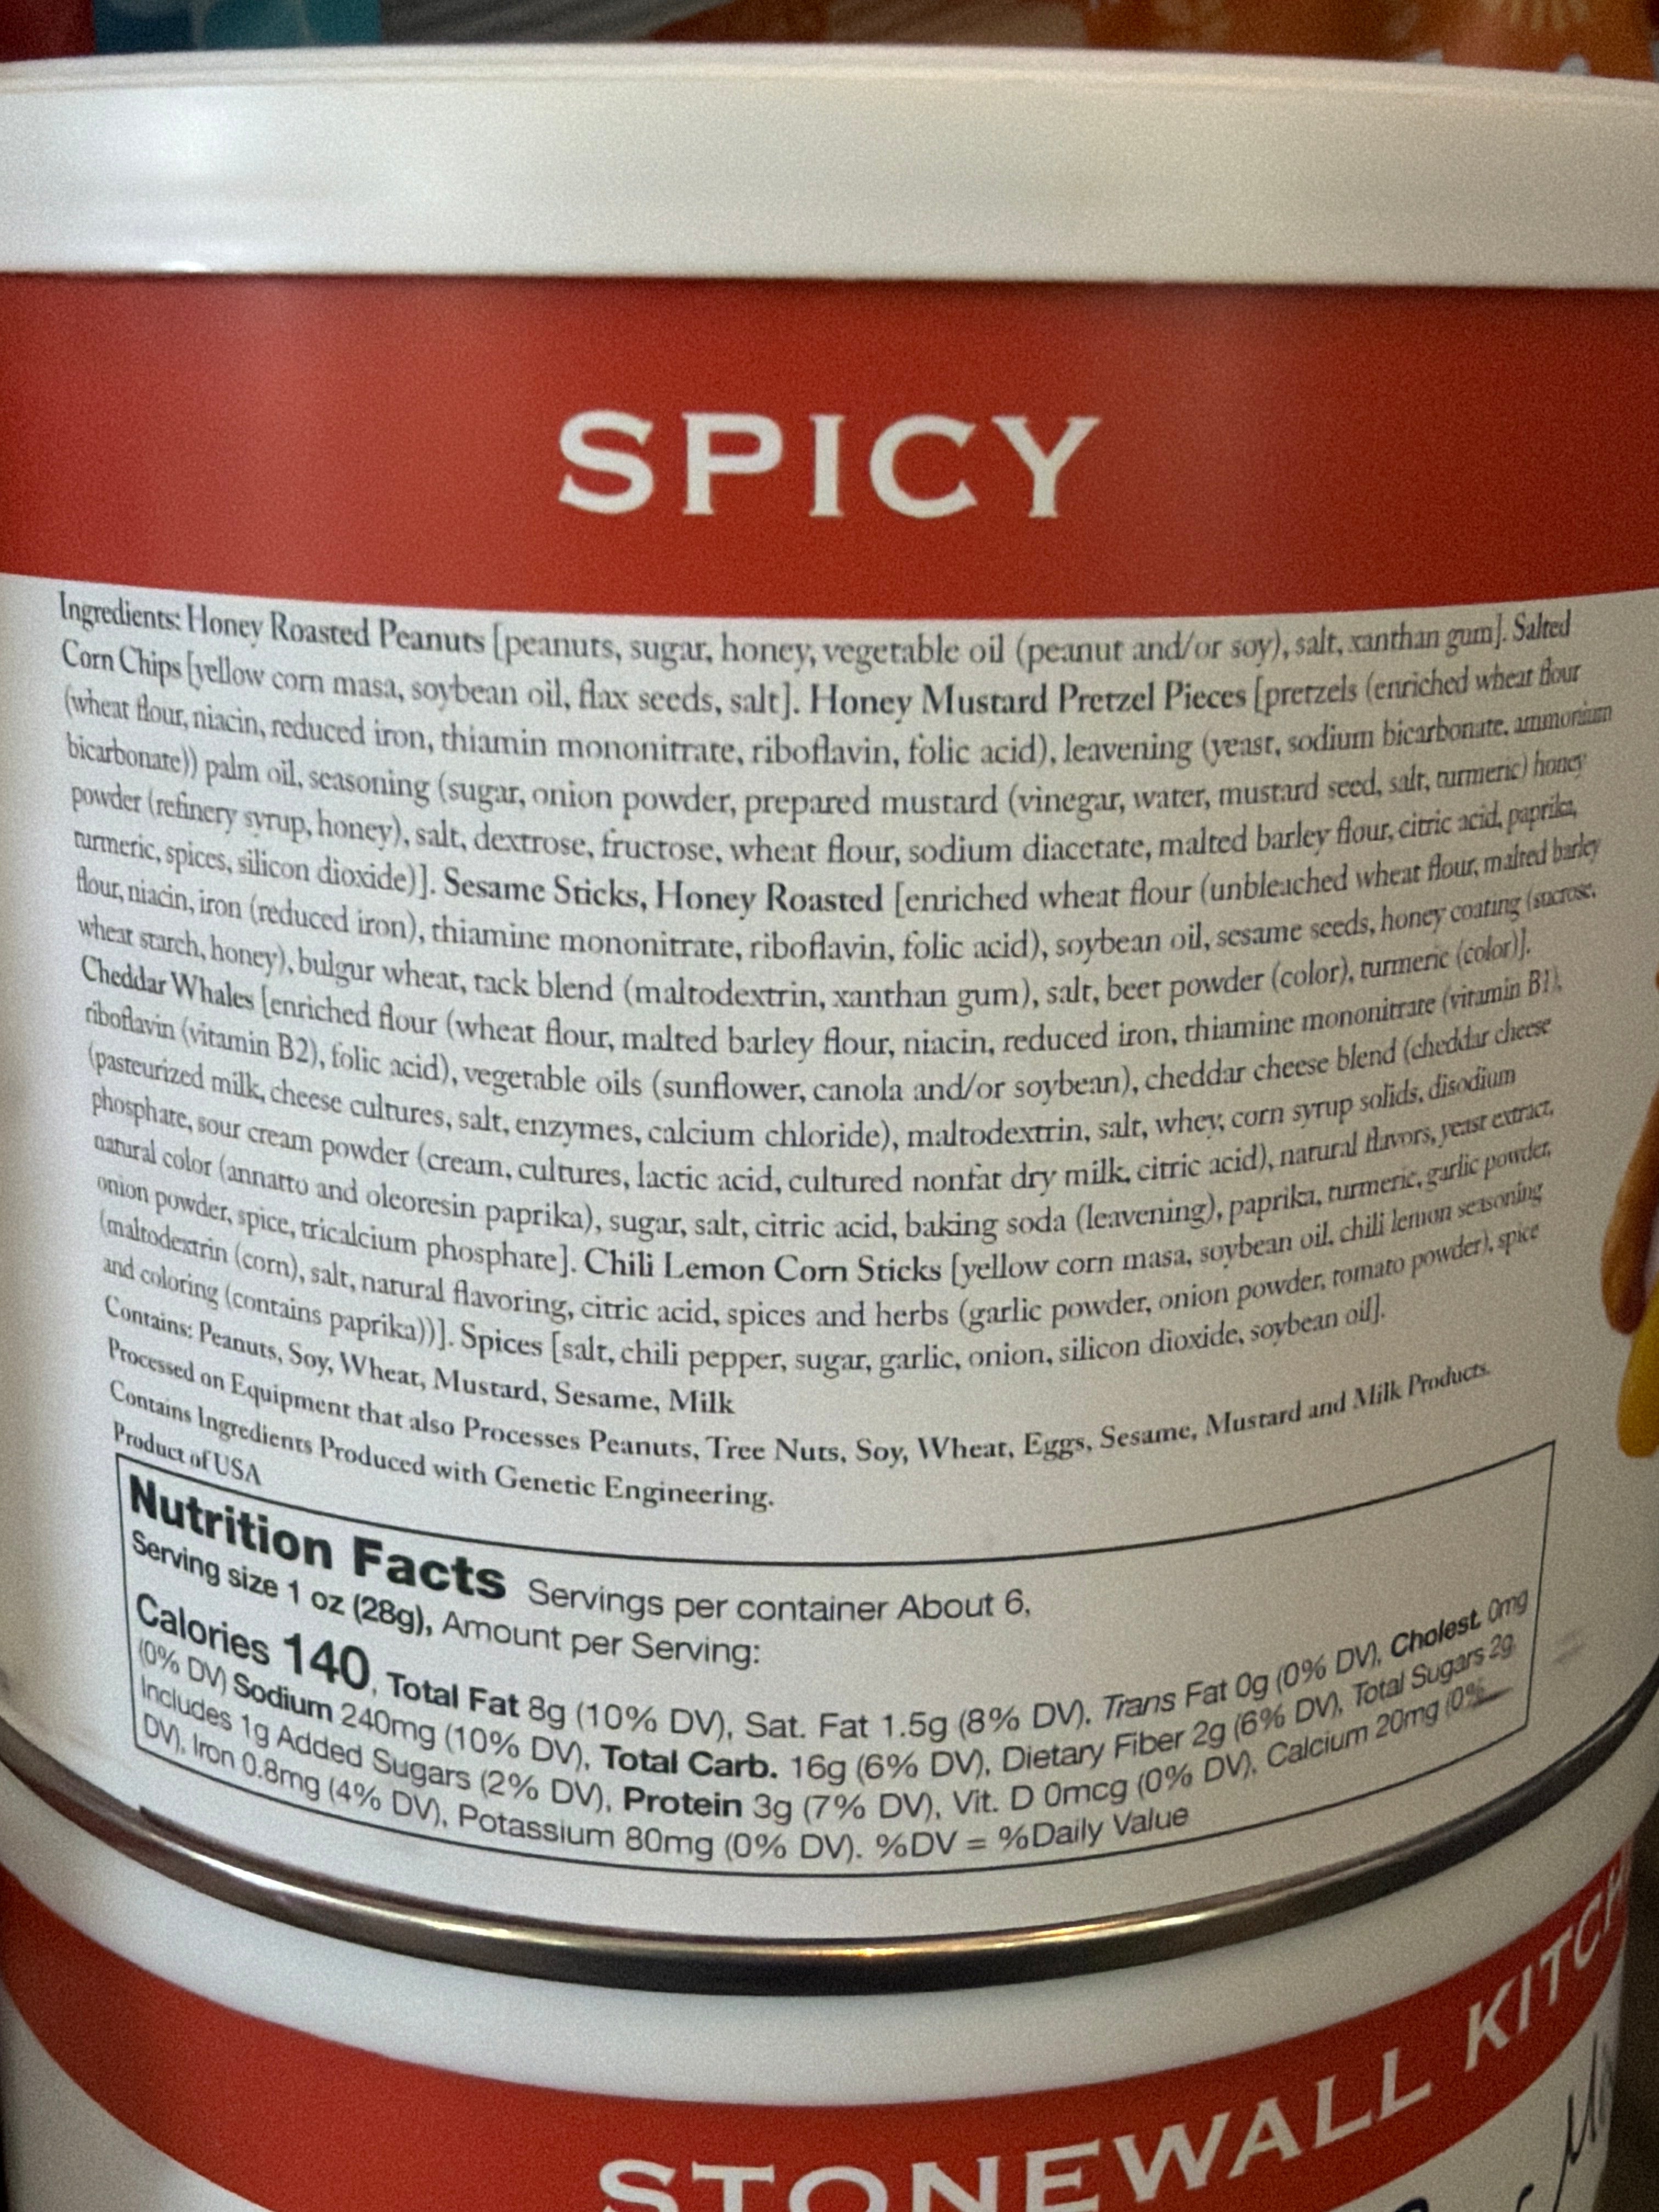 SPICY
Ingredients: Honey Roasted Peanuts [peanuts, sugar, honey, vegetable oil (peanut and/or soy), salt, xanthan gum]. Salted
Corn Chips [yellow corn masa, soybean oil, flax seeds, salt]. Honey Mustard Pretzel Pieces [pretzels (enriched wheat flour
(wheat flour, niacin, reduced iron, thiamin mononitrate, riboflavin, folic acid), leavening (yeast, sodium bicarbonate, ammonium
bicarbonate)) palm oil, seasoning (sugar, onion powder, prepared mustard (vinegar, water, mustard seed, salt, turmeric) honey
powder (refinery syrup, honey), salt, dextrose, fructose, wheat flour, sodium diacetate, malted barley flour, citric acid, paprika,
turmeric, spices, silicon dioxide)]. Sesame Sticks, Honey Roasted [enriched wheat flour (unbleached wheat flour, malted barley
flour, niacin, iron (reduced iron), thiamine mononitrate, riboflavin, folic acid), soybean oil, sesame seeds, honey coating (sucrose,
wheat starch, honey), bulgur wheat, tack blend (maltodextrin, xanthan gum), salt, beet powder (color), turmeric (color)].
Cheddar Whales [enriched flour (wheat flour, malted barley flour, niacin, reduced iron, thiamine mononitrate (vitamin B1),
riboflavin (vitamin B2), folic acid), vegetable oils (sunflower, canola and/or soybean), cheddar cheese blend (cheddar cheese
(pasteurized milk, cheese cultures, salt, enzymes, calcium chloride), maltodextrin, salt, whey, corn syrup solids, disodium
phosphate, sour cream powder (cream, cultures, lactic acid, cultured nonfat dry milk, citric acid), natural flavors, yeast extract,
natural color (annatto and oleoresin paprika), sugar, salt, citric acid, baking soda (leavening), paprika, turmeric, garlic powder,
onion powder, spice, tricalcium phosphate]. Chili Lemon Corn Sticks [yellow corn masa, soybean oil, chili lemon seasoning
(maltodextrin (corn), salt, natural flavoring, citric acid, spices and herbs (garlic powder, onion powder, tomato powder), spice
and coloring (contains paprika))]. Spices [salt, chili pepper, sugar, garlic, onion, silicon dioxide, soybean oil].
Contains: Peanuts, Soy, Wheat, Mustard, Sesame, Milk
Processed on Equipment that also Processes Peanuts, Tree Nuts, Soy, Wheat, Eggs, Sesame, Mustard and Milk Products.
Contains Ingredients Produced with Genetic Engineering.
Product of USA
Nutrition Facts Servings per container About 6,
Serving size 1 oz (28g), Amount per Serving:
Calories 140, Total Fat 8g (10% DV), Sat. Fat 1.5g (8% DV), Trans Fat 0g (0% DV), Cholest. 0mg
(0% DV) Sodium 240mg (10% DV), Total Carb. 16g (6% DV), Dietary Fiber 2g (6% DV), Total Sugars 2g
Includes 1g Added Sugars (2% DV), Protein 3g (7% DV), Vit. D 0mcg (0% DV), Calcium 20mg (0%
DV), Iron 0.8mg (4% DV), Potassium 80mg (0% DV). %DV = %Daily Value
STONEWALL KITCH